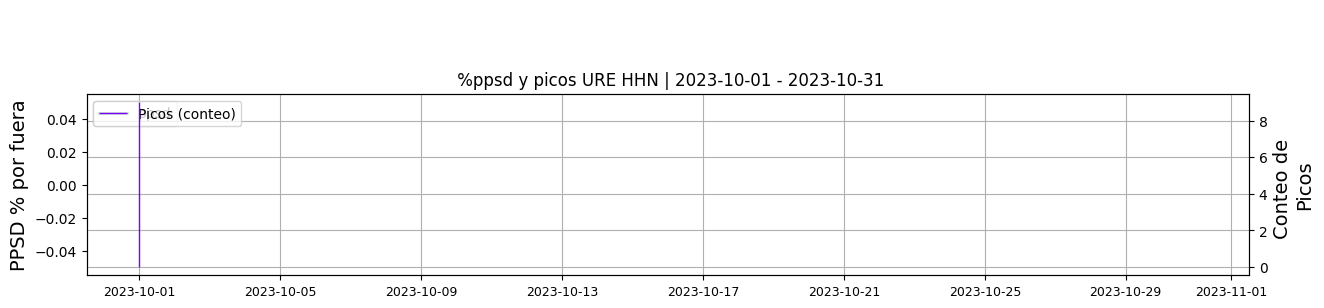 %ppsd y picos URE HHN | 2023-10-01 - 2023-10-31
PPSD % por fuera
0.04
0.02
0.00
−0.02
−0.04
Picos (conteo)
8
6
4
2
0
Conteo de
Picos
2023-10-01 2023-10-05 2023-10-09 2023-10-13 2023-10-17 2023-10-21 2023-10-25 2023-10-29 2023-11-01